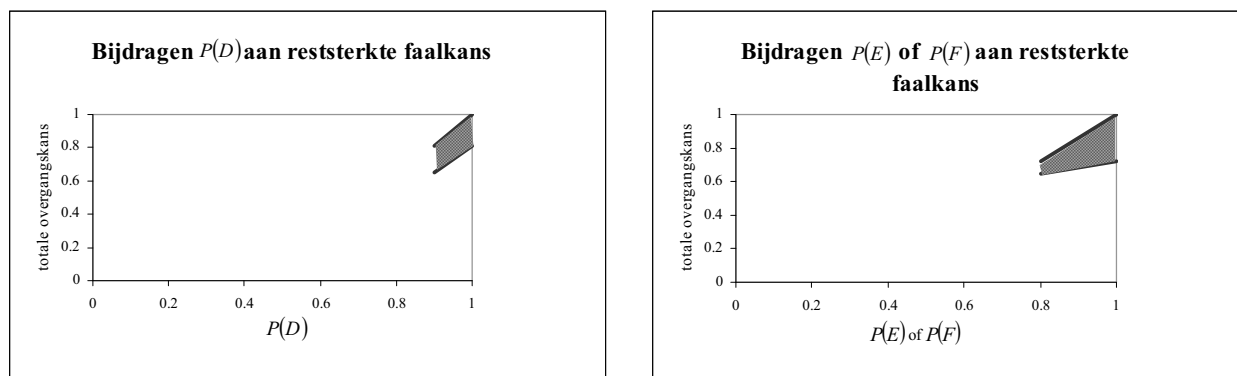 Bijdragen P(D) aan reststerkte faalkans
totale overgangskans
1
0.8
0.6
0.4
0.2
0
0 0.2 0.4 0.6 0.8 1
P(D)
Bijdragen P(E) of P(F) aan reststerkte
faalkans
totale overgangskans
1
0.8
0.6
0.4
0.2
0
0 0.2 0.4 0.6 0.8 1
P(E) of P(F)